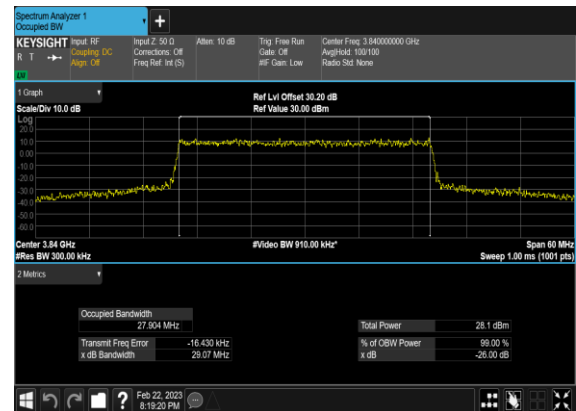 Spectrum Analyzer 1
Occupied BW
KEYSIGHT
R T
LU
Input: RF
Coupling: DC
Align: Off
Input Z: 50 Ω
Corrections: Off
Freq Ref: Int (S)
Atten: 10 dB
Trig: Free Run
Gate: Off
#IF Gain: Low
Center Freq: 3.840000000 GHz
Avg|Hold: 100/100
Radio Std: None
1 Graph
Scale/Div 10.0 dB
Ref Lvl Offset 30.20 dB
Ref Value 30.00 dBm
Log
20.0
10.0
0.00
-10.0
-20.0
-30.0
-40.0
-50.0
-60.0
Center 3.84 GHz
#Video BW 910.00 kHz*
Span 60 MHz
#Res BW 300.00 kHz
Sweep 1.00 ms (1001 pts)
2 Metrics
Occupied Bandwidth
27.904 MHz
Total Power 28.1 dBm
Transmit Freq Error -16.430 kHz
% of OBW Power 99.00 %
x dB Bandwidth 29.07 MHz
x dB -26.00 dB
?
Feb 22, 2023
8:19:20 PM